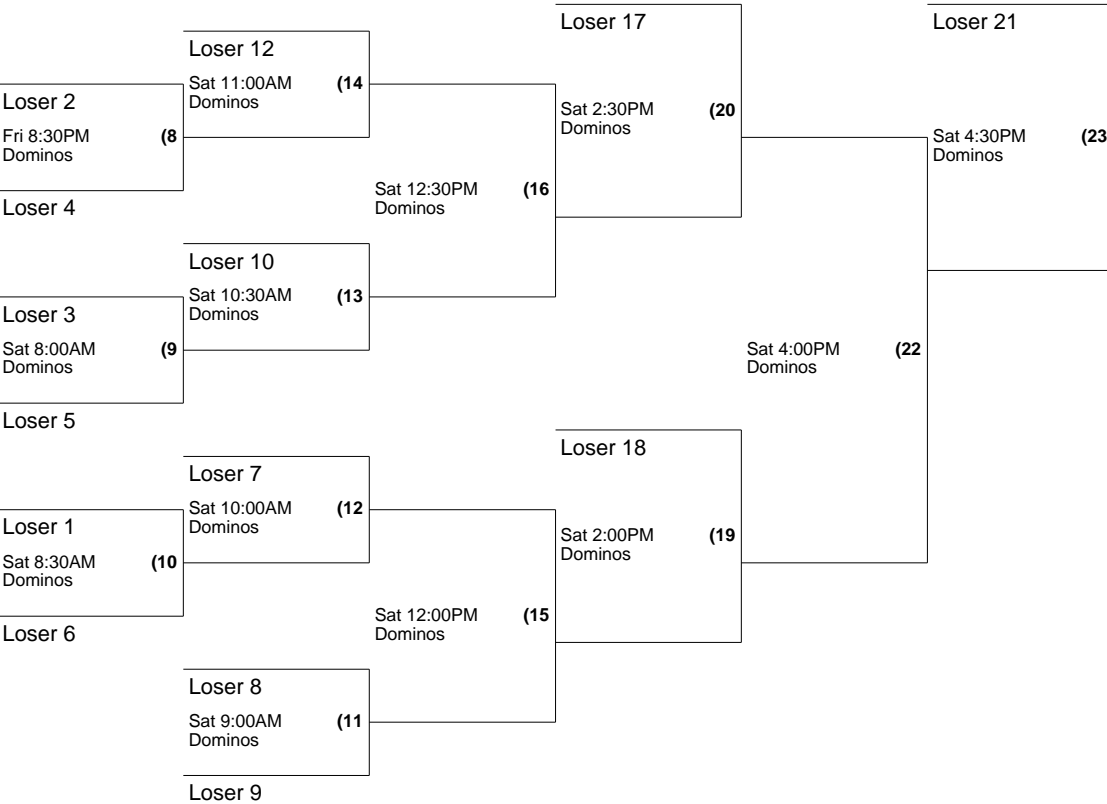 Loser 17
Loser 21
Loser 12
Sat 11:00AM (14
Dominos
Loser 2
Sat 2:30PM (20
Dominos
Fri 8:30PM (8
Dominos
Sat 4:30PM (23
Dominos
Sat 12:30PM (16
Dominos
Loser 4
Loser 10
Sat 10:30AM (13
Dominos
Loser 3
Sat 8:00AM (9
Dominos
Sat 4:00PM (22
Dominos
Loser 5
Loser 18
Loser 7
Sat 10:00AM (12
Dominos
Loser 1
Sat 2:00PM (19
Dominos
Sat 8:30AM (10
Dominos
Sat 12:00PM (15
Dominos
Loser 6
Loser 8
Sat 9:00AM (11
Dominos
Loser 9